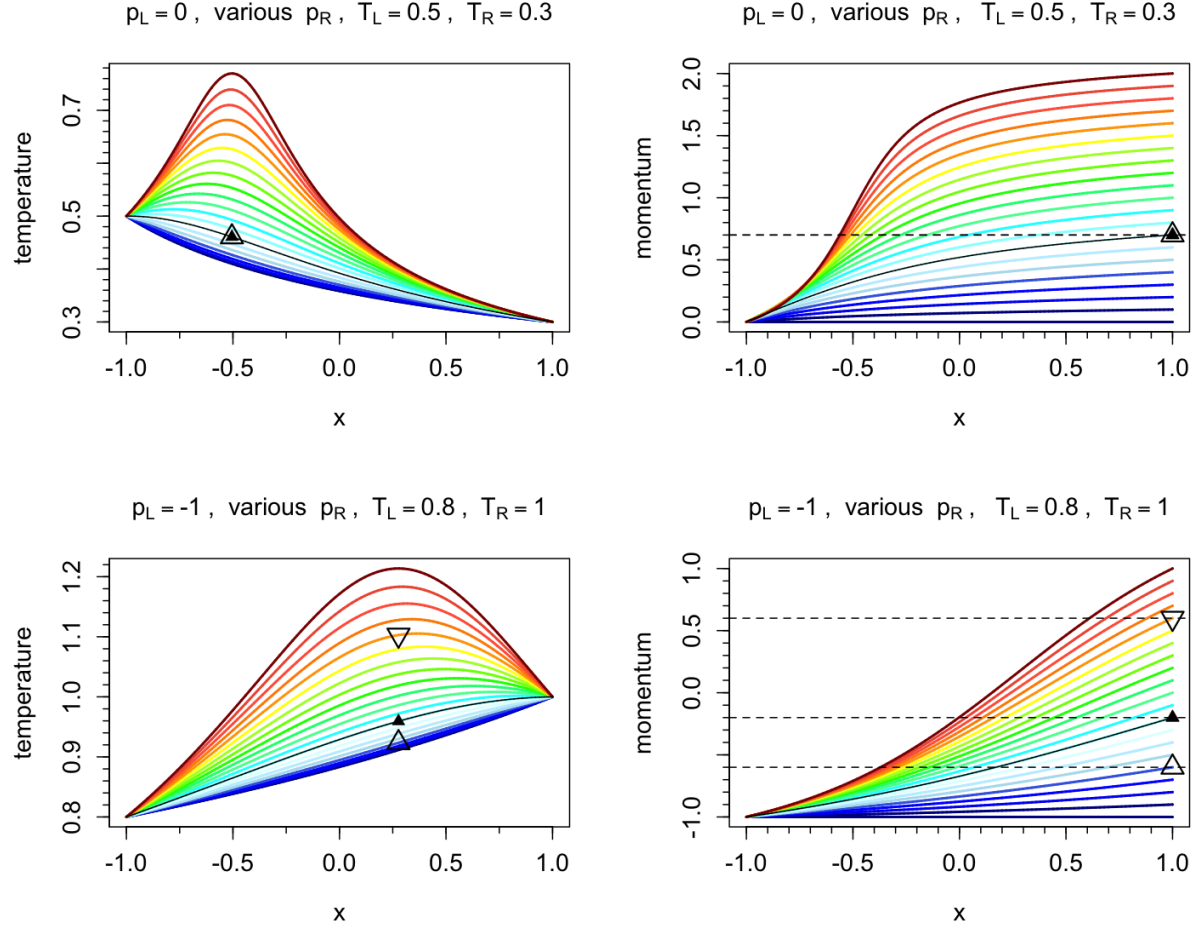 p_L = 0 , various p_R , T_L = 0.5 , T_R = 0.3
temperature
0.3 0.5 0.7
-1.0 -0.5 0.0 0.5 1.0
x
p_L = 0 , various p_R , T_L = 0.5 , T_R = 0.3
momentum
0.0 0.5 1.0 1.5 2.0
-1.0 -0.5 0.0 0.5 1.0
x
p_L = -1 , various p_R , T_L = 0.8 , T_R = 1
temperature
0.8 0.9 1.0 1.1 1.2
-1.0 -0.5 0.0 0.5 1.0
x
p_L = -1 , various p_R , T_L = 0.8 , T_R = 1
momentum
-1.0 0.0 0.5 1.0
-1.0 -0.5 0.0 0.5 1.0
x